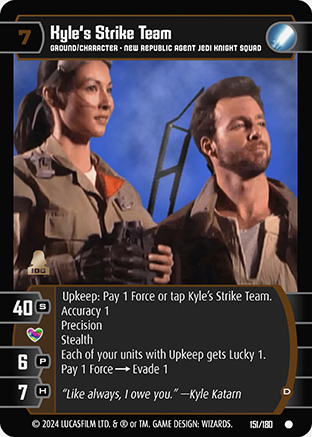 7
Kyle's Strike Team
GROUND/CHARACTER • NEW REPUBLIC AGENT JEDI KNIGHT SQUAD
40 S
6 P
7 H
Upkeep: Pay 1 Force or tap Kyle's Strike Team.
Accuracy 1
Precision
Stealth
Each of your units with Upkeep gets Lucky 1.
Pay 1 Force → Evade 1
"Like always, I owe you." —Kyle Katarn
D
© 2024 LUCASFILM LTD. & ® or TM. GAME DESIGN: WIZARDS.
151/180